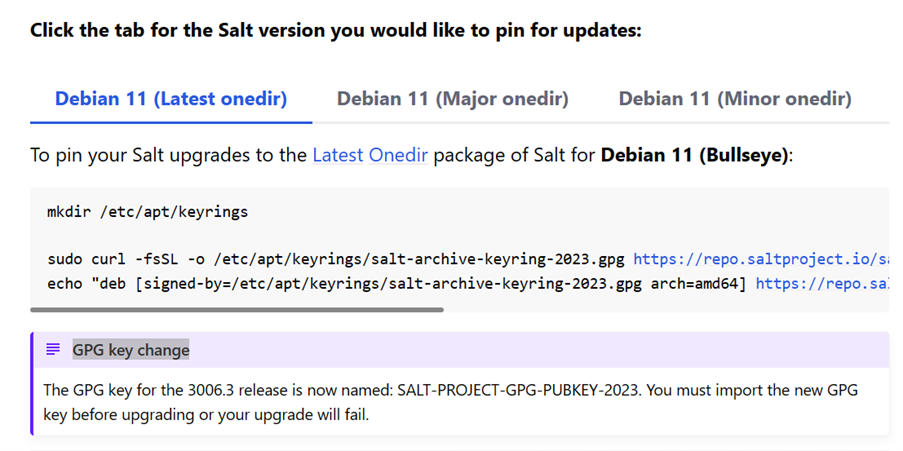 Click the tab for the Salt version you would like to pin for updates:
Debian 11 (Latest onedir) Debian 11 (Major onedir) Debian 11 (Minor onedir)
To pin your Salt upgrades to the Latest Onedir package of Salt for Debian 11 (Bullseye):
mkdir /etc/apt/keyrings
sudo curl -fsSL -o /etc/apt/keyrings/salt-archive-keyring-2023.gpg https://repo.saltproject.io/sa
echo "deb [signed-by=/etc/apt/keyrings/salt-archive-keyring-2023.gpg arch=amd64] https://repo.sal
GPG key change
The GPG key for the 3006.3 release is now named: SALT-PROJECT-GPG-PUBKEY-2023. You must import the new GPG
key before upgrading or your upgrade will fail.